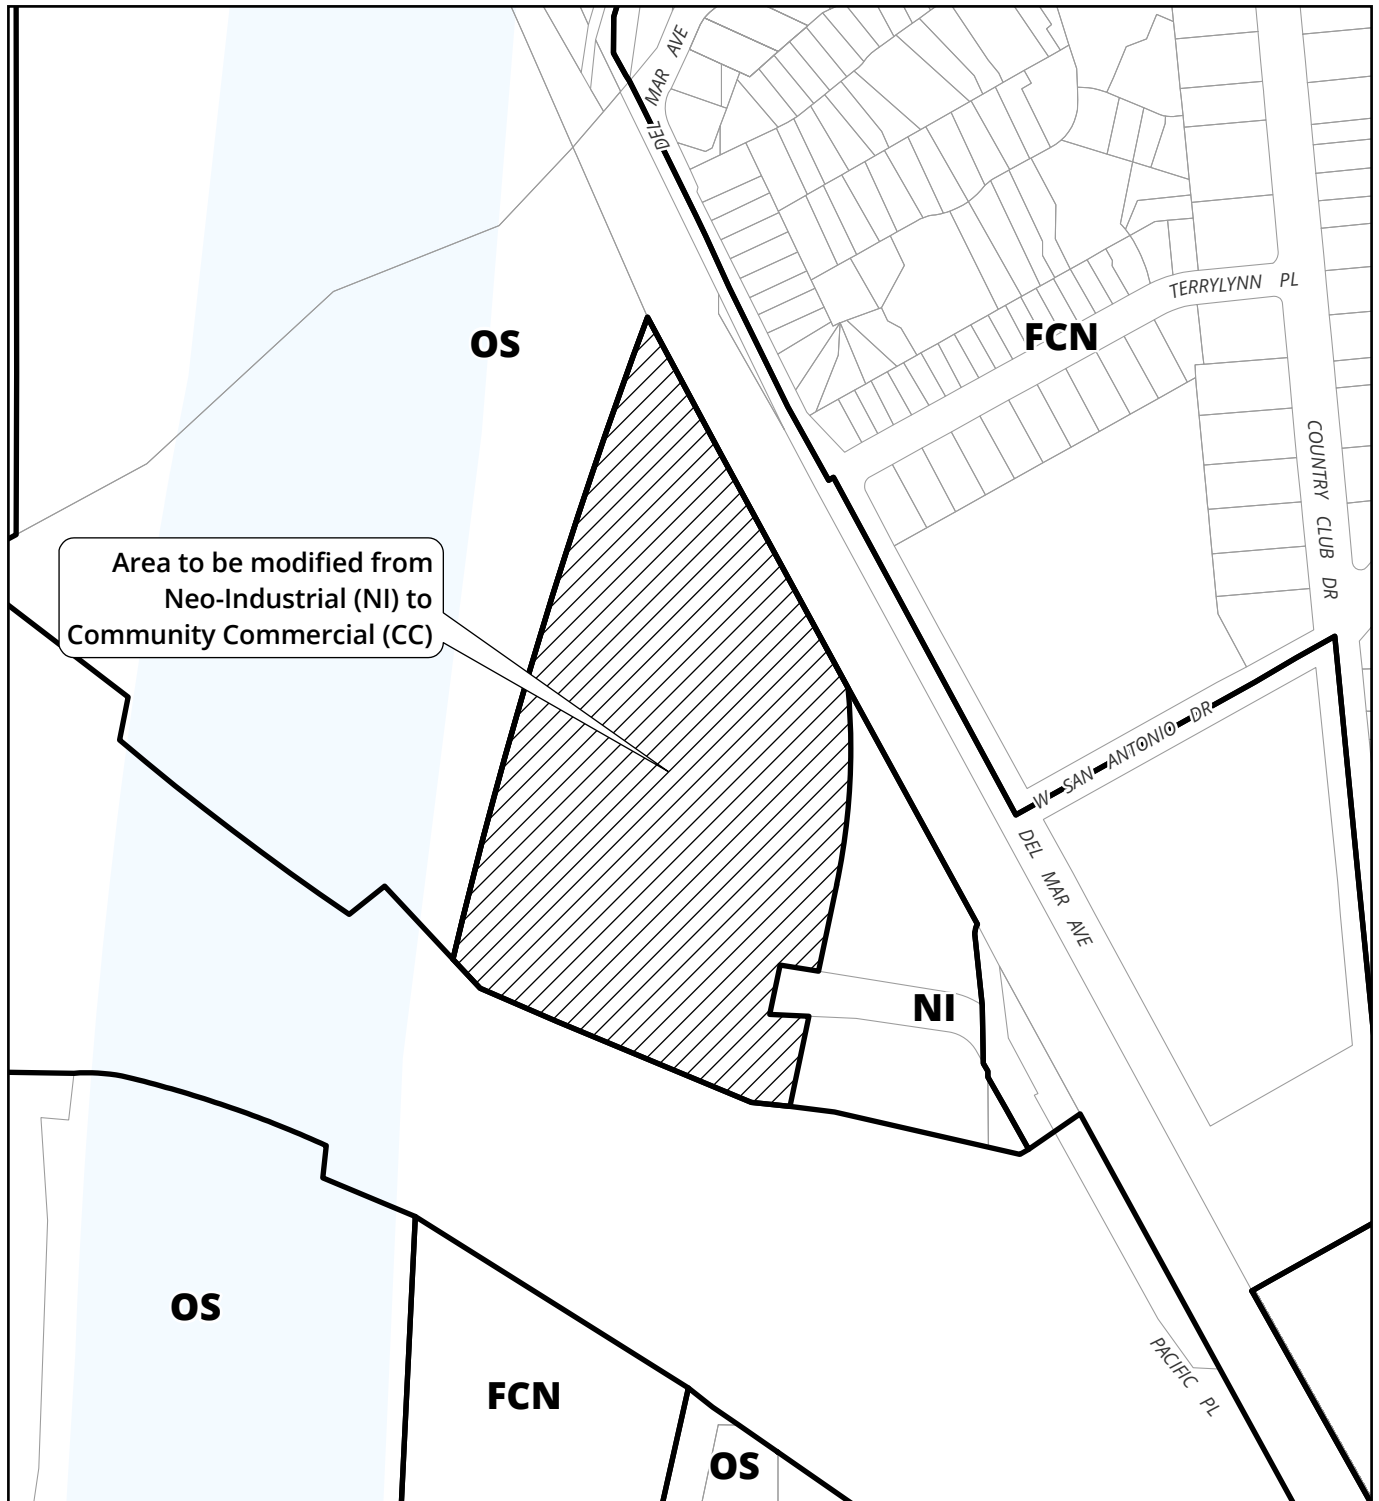 DEL MAR AVE
TERRYLYNN PL
FCN
OS
COUNTRY CLUB DR
Area to be modified from
Neo-Industrial (NI) to
Community Commercial (CC)
W SAN ANTONIO DR
DEL MAR AVE
NI
OS
PACIFIC PL
FCN
OS